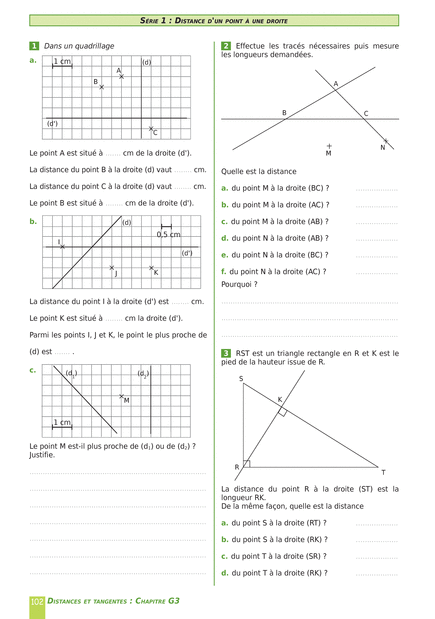 SÉRIE 1 : DISTANCE D'UN POINT À UNE DROITE
1 Dans un quadrillage
a.
1 cm
(d)
A
B
(d')
C
Le point A est situé à ........ cm de la droite (d').
La distance du point B à la droite (d) vaut ........ cm.
La distance du point C à la droite (d) vaut ........ cm.
Le point B est situé à ........ cm de la droite (d').
b.
(d)
0,5 cm
I
(d')
J
K
La distance du point I à la droite (d') est ........ cm.
Le point K est situé à ........ cm la droite (d').
Parmi les points I, J et K, le point le plus proche de
(d) est ........ .
c.
(d1)
(d2)
M
1 cm
Le point M est-il plus proche de (d1) ou de (d2) ?
Justifie.
2 Effectue les tracés nécessaires puis mesure
les longueurs demandées.
A
B
C
M
N
Quelle est la distance
a. du point M à la droite (BC) ? ....................
b. du point M à la droite (AC) ? ....................
c. du point M à la droite (AB) ? ....................
d. du point N à la droite (AB) ? ....................
e. du point N à la droite (BC) ? ....................
f. du point N à la droite (AC) ? ....................
Pourquoi ?
3 RST est un triangle rectangle en R et K est le
pied de la hauteur issue de R.
S
K
R
T
La distance du point R à la droite (ST) est la
longueur RK.
De la même façon, quelle est la distance
a. du point S à la droite (RT) ? ....................
b. du point S à la droite (RK) ? ....................
c. du point T à la droite (SR) ? ....................
d. du point T à la droite (RK) ? ....................
102 DISTANCES ET TANGENTES : CHAPITRE G3